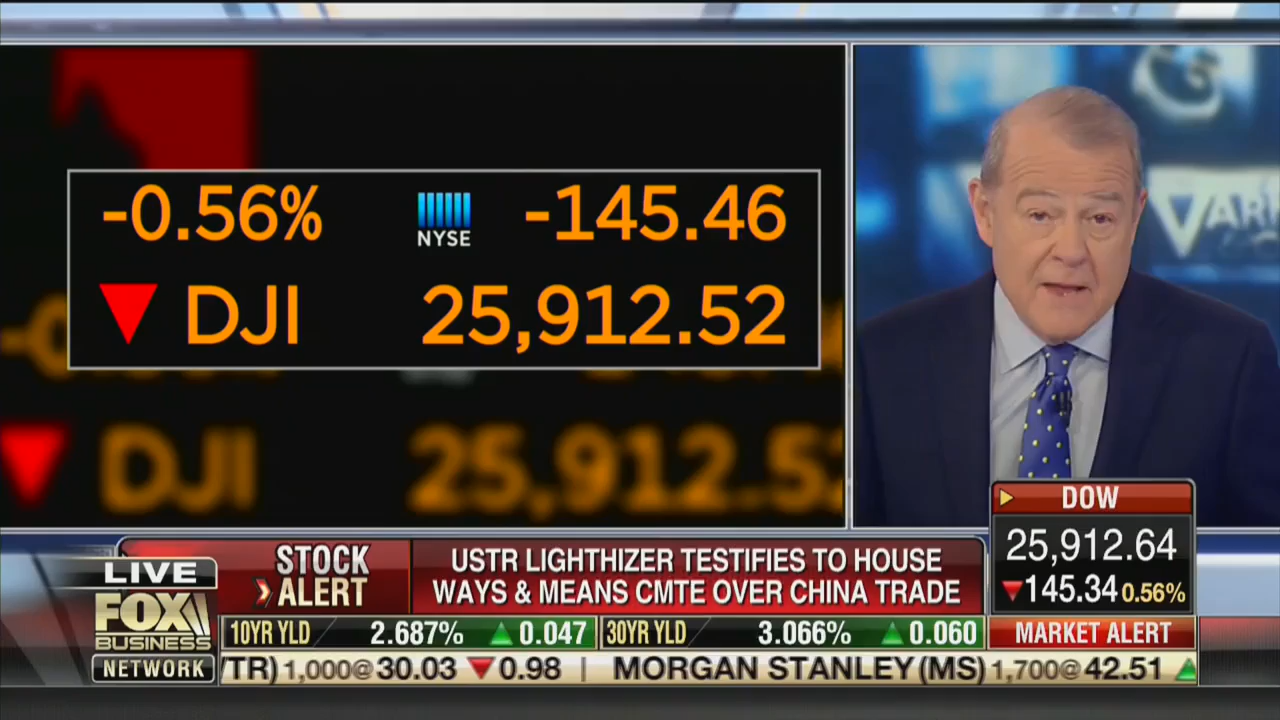 -0.56% NYSE -145.46
DJI 25,912.52
DJI 25,912.52
STOCK
ALERT
USTR LIGHTHIZER TESTIFIES TO HOUSE
WAYS & MEANS CMTE OVER CHINA TRADE
DOW
25,912.64
145.34 0.56%
MARKET ALERT
LIVE
FOX
BUSINESS
NETWORK
10YR YLD 2.687% 0.047 30YR YLD 3.066% 0.060
/TR) 1,000@30.03 0.98 | MORGAN STANLEY (MS) 1,700@42.51